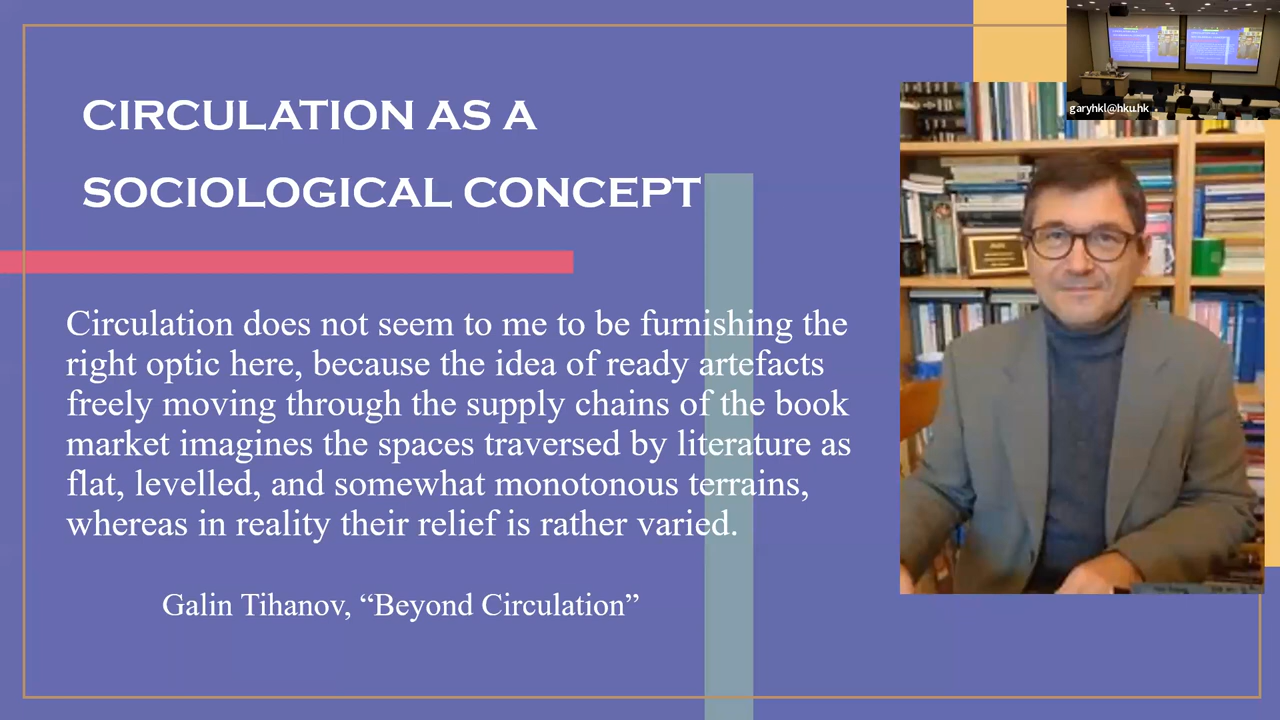 CIRCULATION AS A
SOCIOLOGICAL CONCEPT
Circulation does not seem to me to be furnishing the
right optic here, because the idea of ready artefacts
freely moving through the supply chains of the book
market imagines the spaces traversed by literature as
flat, levelled, and somewhat monotonous terrains,
whereas in reality their relief is rather varied.
Galin Tihanov, “Beyond Circulation”
garyhkl@hku.hk